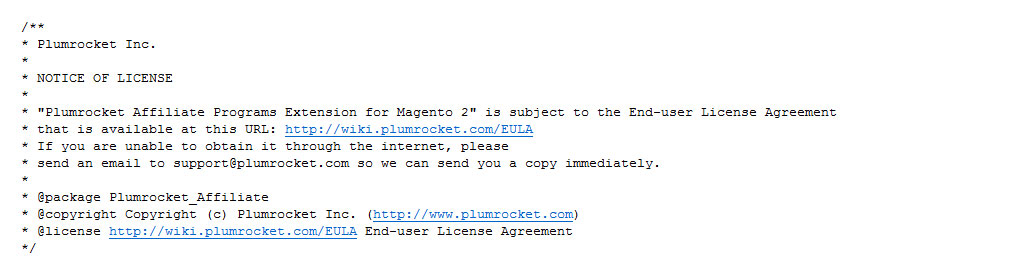 /**
* Plumrocket Inc.
*
* NOTICE OF LICENSE
*
* "Plumrocket Affiliate Programs Extension for Magento 2" is subject to the End-user License Agreement
* that is available at this URL: http://wiki.plumrocket.com/EULA
* If you are unable to obtain it through the internet, please
* send an email to support@plumrocket.com so we can send you a copy immediately.
*
* @package Plumrocket_Affiliate
* @copyright Copyright (c) Plumrocket Inc. (http://www.plumrocket.com)
* @license http://wiki.plumrocket.com/EULA End-user License Agreement
*/